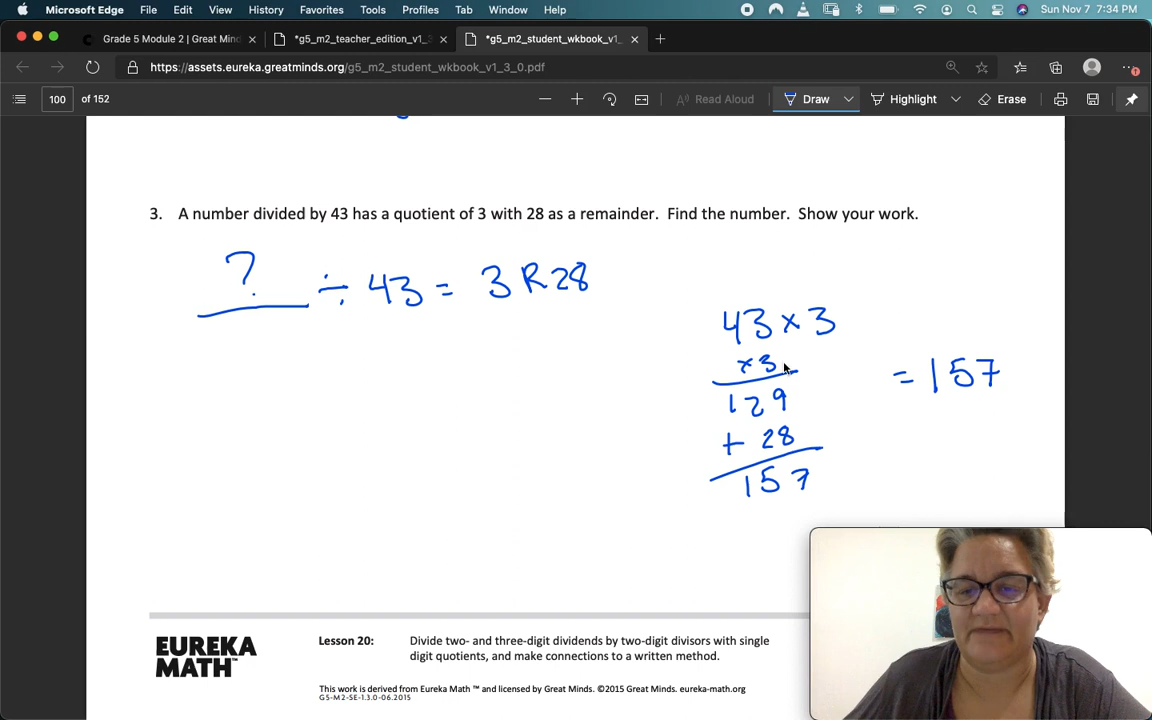 Microsoft Edge File Edit View History Favorites Tools Profiles Tab Window Help Sun Nov 7 7:34 PM
Grade 5 Module 2 | Great Mind × *g5_m2_teacher_edition_v1_3 × *g5_m2_student_wkbook_v1_ × +
https://assets.eureka.greatminds.org/g5_m2_student_wkbook_v1_3_0.pdf
100 of 152 Read Aloud Draw Highlight Erase
3. A number divided by 43 has a quotient of 3 with 28 as a remainder. Find the number. Show your work.
? ÷ 43 = 3 R28
43 × 3
×3
= 157
129
+ 28
157
EUREKA MATH™
Lesson 20: Divide two- and three-digit dividends by two-digit divisors with single
digit quotients, and make connections to a written method.
This work is derived from Eureka Math ™ and licensed by Great Minds. ©2015 Great Minds. eureka-math.org
G5-M2-SE-1.3.0-06.2015